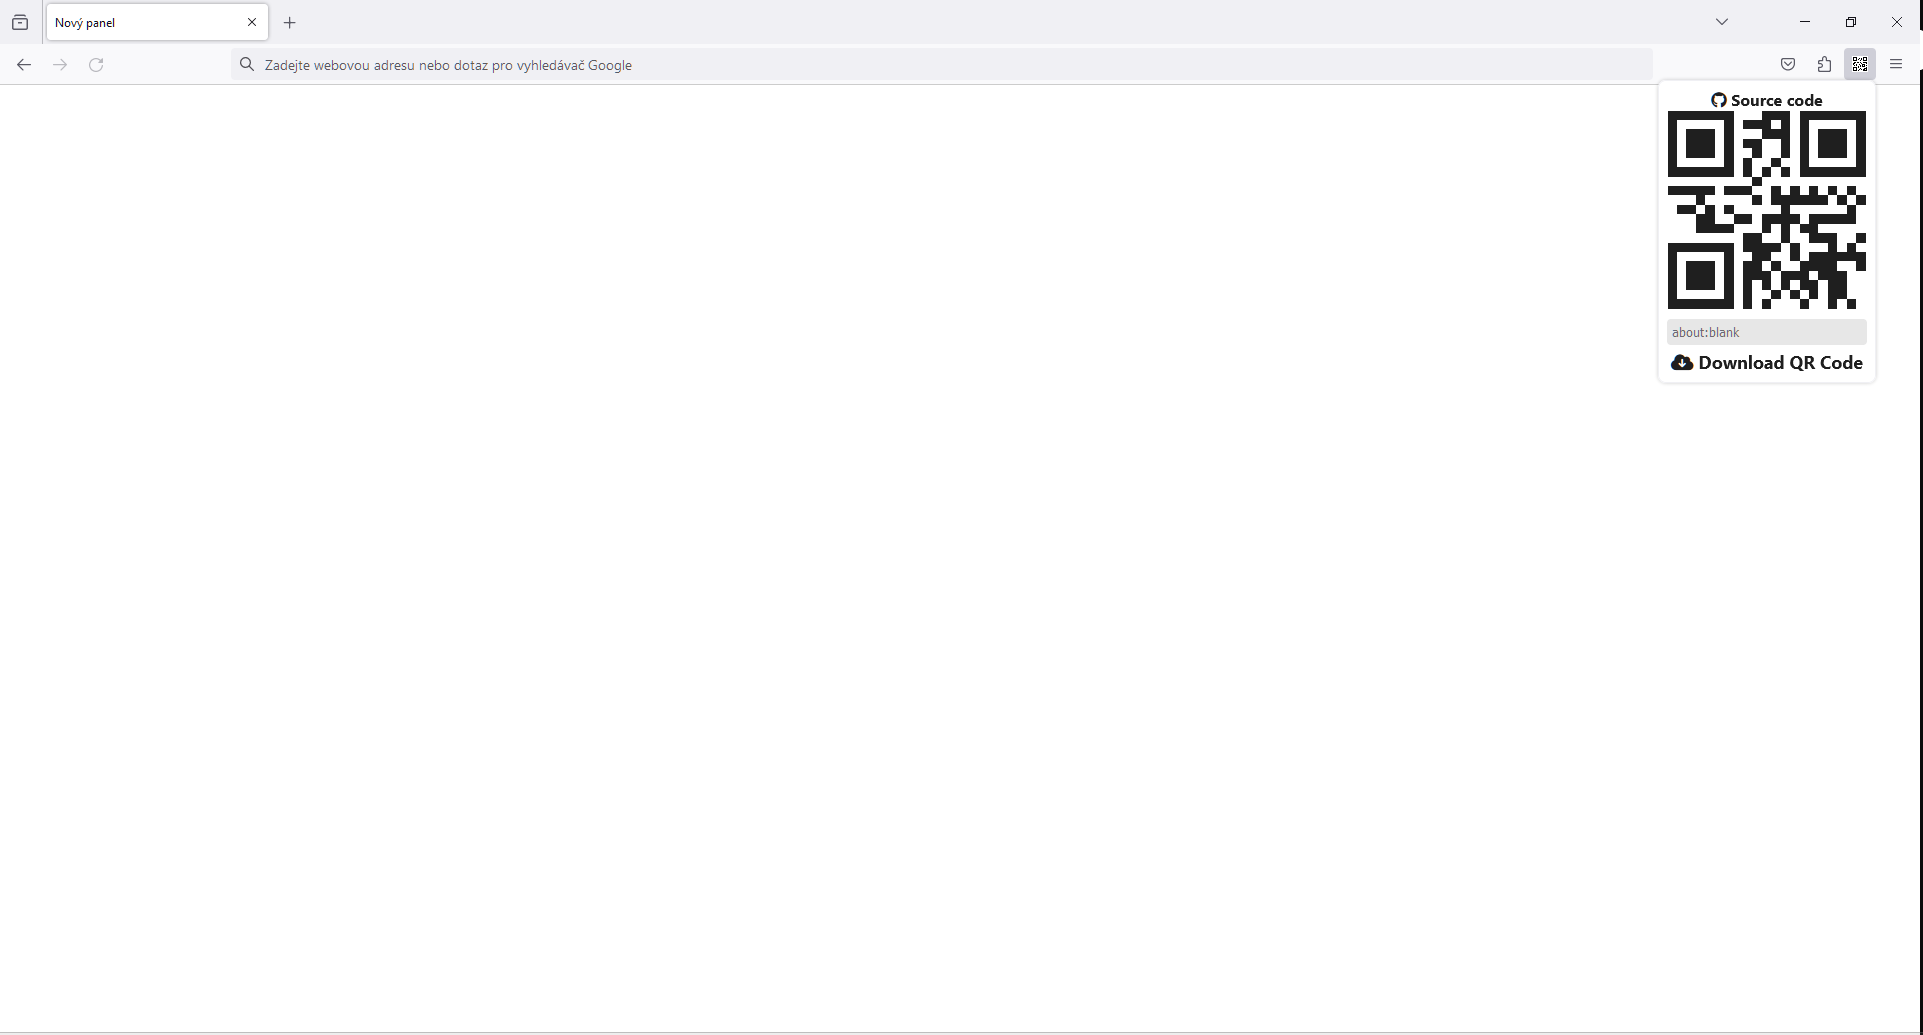 Nový panel
Zadejte webovou adresu nebo dotaz pro vyhledávač Google
Source code
about:blank
Download QR Code